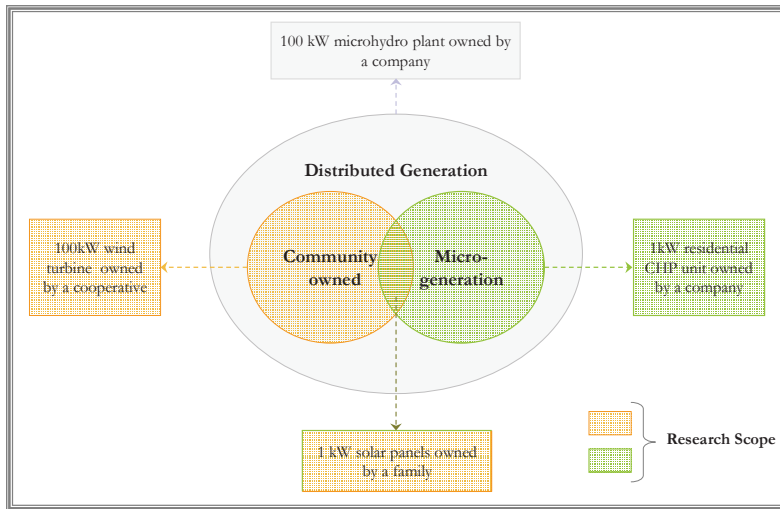 100 kW microhydro plant owned by
a company
Distributed Generation
100kW wind
turbine owned
by a cooperative
Community
owned
Micro-
generation
1kW residential
CHP unit owned
by a company
1 kW solar panels owned
by a family
Research Scope